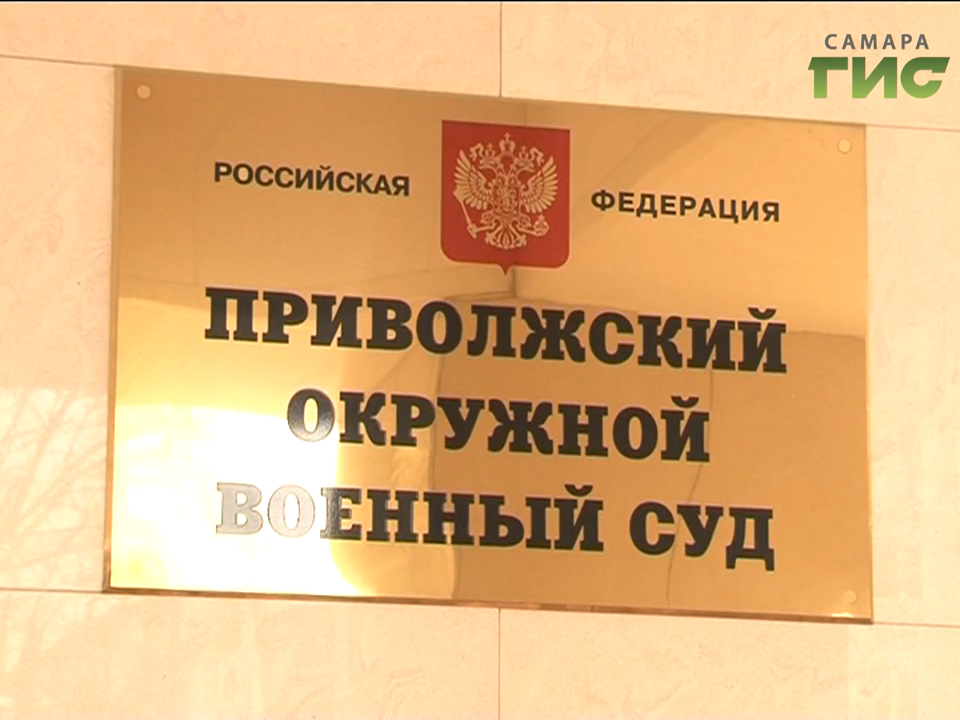 САМАРА
ГИС
РОССИЙСКАЯ ФЕДЕРАЦИЯ
ПРИВОЛЖСКИЙ
ОКРУЖНОЙ
ВОЕННЫЙ СУД